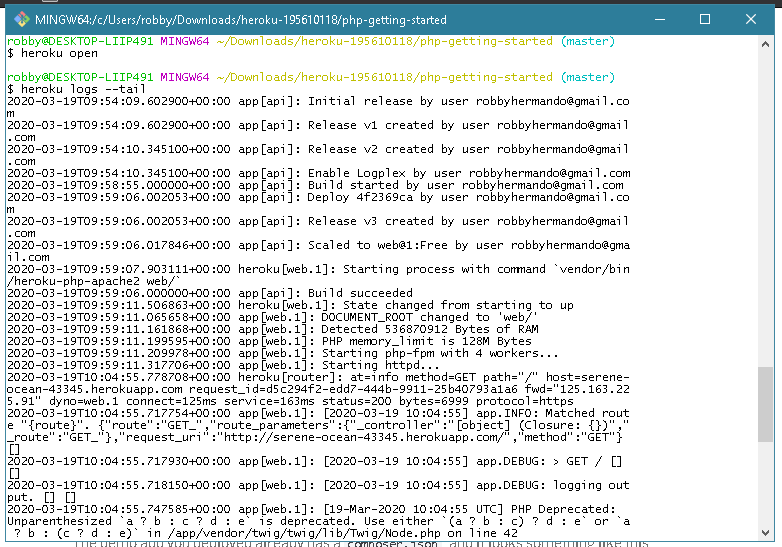 MINGW64:/c/Users/robby/Downloads/heroku-195610118/php-getting-started
robby@DESKTOP-LIIP491 MINGW64 ~/Downloads/heroku-195610118/php-getting-started (master)
$ heroku open
robby@DESKTOP-LIIP491 MINGW64 ~/Downloads/heroku-195610118/php-getting-started (master)
$ heroku logs --tail
2020-03-19T09:54:09.602900+00:00 app[api]: Initial release by user robbyhermando@gmail.co
m
2020-03-19T09:54:09.602900+00:00 app[api]: Release v1 created by user robbyhermando@gmail
.com
2020-03-19T09:54:10.345100+00:00 app[api]: Release v2 created by user robbyhermando@gmail
.com
2020-03-19T09:54:10.345100+00:00 app[api]: Enable Logplex by user robbyhermando@gmail.com
2020-03-19T09:58:55.000000+00:00 app[api]: Build started by user robbyhermando@gmail.com
2020-03-19T09:59:06.002053+00:00 app[api]: Deploy 4f2369ca by user robbyhermando@gmail.co
m
2020-03-19T09:59:06.002053+00:00 app[api]: Release v3 created by user robbyhermando@gmail
.com
2020-03-19T09:59:06.017846+00:00 app[api]: Scaled to web@1:Free by user robbyhermando@gma
il.com
2020-03-19T09:59:07.903111+00:00 heroku[web.1]: Starting process with command `vendor/bin
/heroku-php-apache2 web/`
2020-03-19T09:59:06.000000+00:00 app[api]: Build succeeded
2020-03-19T09:59:11.506863+00:00 heroku[web.1]: State changed from starting to up
2020-03-19T09:59:11.065658+00:00 app[web.1]: DOCUMENT_ROOT changed to 'web/'
2020-03-19T09:59:11.161868+00:00 app[web.1]: Detected 536870912 Bytes of RAM
2020-03-19T09:59:11.199595+00:00 app[web.1]: PHP memory_limit is 128M Bytes
2020-03-19T09:59:11.209978+00:00 app[web.1]: Starting php-fpm with 4 workers...
2020-03-19T09:59:11.317706+00:00 app[web.1]: Starting httpd...
2020-03-19T10:04:55.778708+00:00 heroku[router]: at=info method=GET path="/" host=serene-
ocean-43345.herokuapp.com request_id=d5c294f2-edd7-444b-9911-25b40793a1a6 fwd="125.163.22
5.91" dyno=web.1 connect=125ms service=163ms status=200 bytes=6999 protocol=https
2020-03-19T10:04:55.717754+00:00 app[web.1]: [2020-03-19 10:04:55] app.INFO: Matched rout
e "{route}". {"route":"GET_","route_parameters":{"_controller":"[object] (Closure: {})","
_route":"GET_"},"request_uri":"http://serene-ocean-43345.herokuapp.com/","method":"GET"}
[]
2020-03-19T10:04:55.717930+00:00 app[web.1]: [2020-03-19 10:04:55] app.DEBUG: > GET / []
[]
2020-03-19T10:04:55.718150+00:00 app[web.1]: [2020-03-19 10:04:55] app.DEBUG: logging out
put. [] []
2020-03-19T10:04:55.747585+00:00 app[web.1]: [19-Mar-2020 10:04:55 UTC] PHP Deprecated:
Unparenthesized `a ? b : c ? d : e` is deprecated. Use either `(a ? b : c) ? d : e` or `a
? b : (c ? d : e)` in /app/vendor/twig/twig/lib/Twig/Node.php on line 42
The demo app you deployed already has a composer.json, and it looks something like this